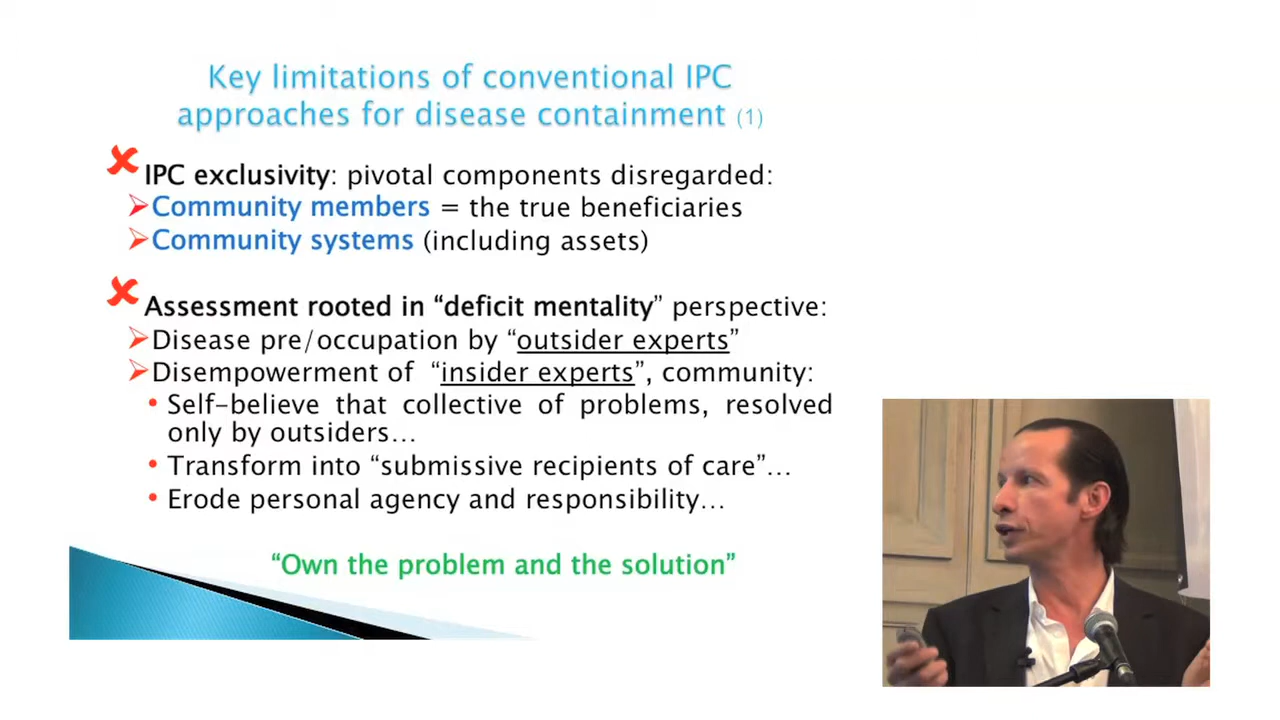 Key limitations of conventional IPC
approaches for disease containment (1)
✘ IPC exclusivity: pivotal components disregarded:
➢Community members = the true beneficiaries
➢Community systems (including assets)
✘ Assessment rooted in “deficit mentality” perspective:
➢Disease pre/occupation by “outsider experts”
➢Disempowerment of “insider experts”, community:
• Self-believe that collective of problems, resolved
only by outsiders…
• Transform into “submissive recipients of care”…
• Erode personal agency and responsibility…
“Own the problem and the solution”